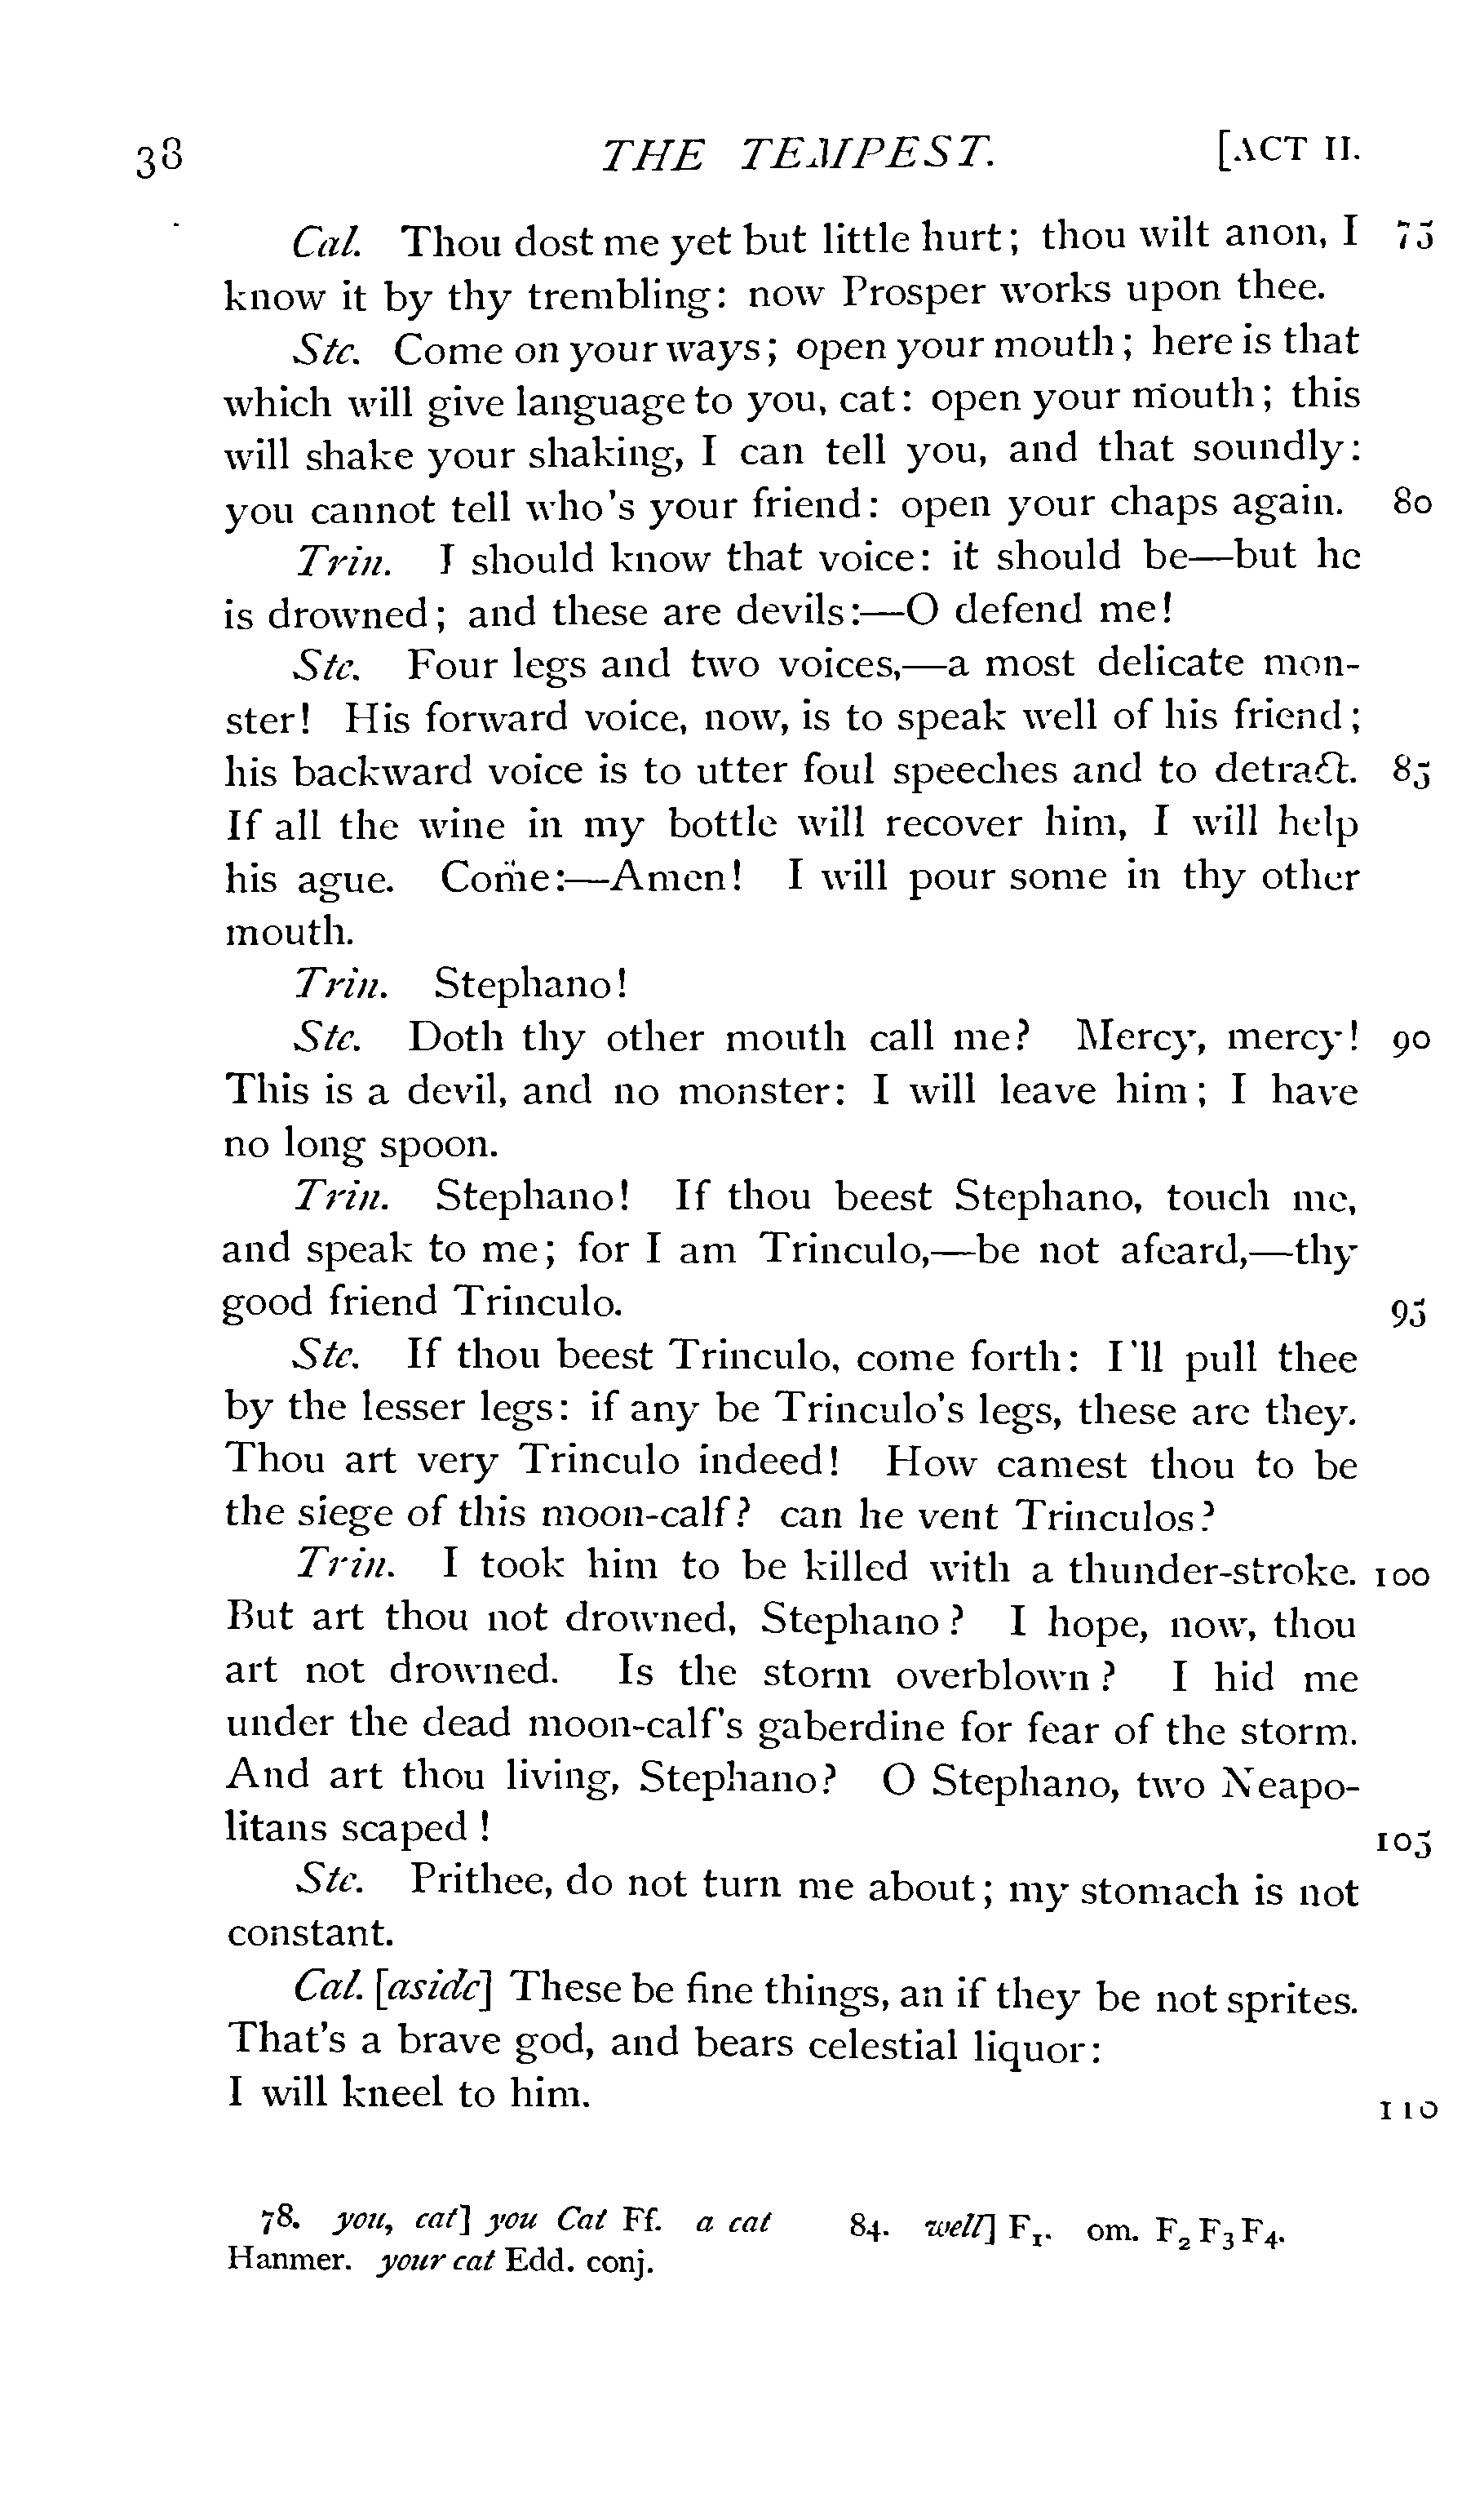 38 THE TEMPEST. [ACT II.
Cal. Thou dost me yet but little hurt; thou wilt anon, I 75
know it by thy trembling: now Prosper works upon thee.
Ste. Come on your ways; open your mouth; here is that
which will give language to you, cat: open your mouth; this
will shake your shaking, I can tell you, and that soundly:
you cannot tell who's your friend: open your chaps again. 80
Trin. I should know that voice: it should be—but he
is drowned; and these are devils:—O defend me!
Ste. Four legs and two voices,—a most delicate mon-
ster! His forward voice, now, is to speak well of his friend;
his backward voice is to utter foul speeches and to detract. 85
If all the wine in my bottle will recover him, I will help
his ague. Come:—Amen! I will pour some in thy other
mouth.
Trin. Stephano!
Ste. Doth thy other mouth call me? Mercy, mercy! 90
This is a devil, and no monster: I will leave him; I have
no long spoon.
Trin. Stephano! If thou beest Stephano, touch me,
and speak to me; for I am Trinculo,—be not afeard,—thy
good friend Trinculo. 95
Ste. If thou beest Trinculo, come forth: I'll pull thee
by the lesser legs: if any be Trinculo's legs, these are they.
Thou art very Trinculo indeed! How camest thou to be
the siege of this moon-calf? can he vent Trinculos?
Trin. I took him to be killed with a thunder-stroke. 100
But art thou not drowned, Stephano? I hope, now, thou
art not drowned. Is the storm overblown? I hid me
under the dead moon-calf's gaberdine for fear of the storm.
And art thou living, Stephano? O Stephano, two Neapo-
litans scaped! 105
Ste. Prithee, do not turn me about; my stomach is not
constant.
Cal. [aside] These be fine things, an if they be not sprites.
That's a brave god, and bears celestial liquor:
I will kneel to him. 110
78. you, cat] you Cat Ff. a cat
Hanmer. your cat Edd. conj.
84. well] F₁. om. F₂ F₃ F₄.